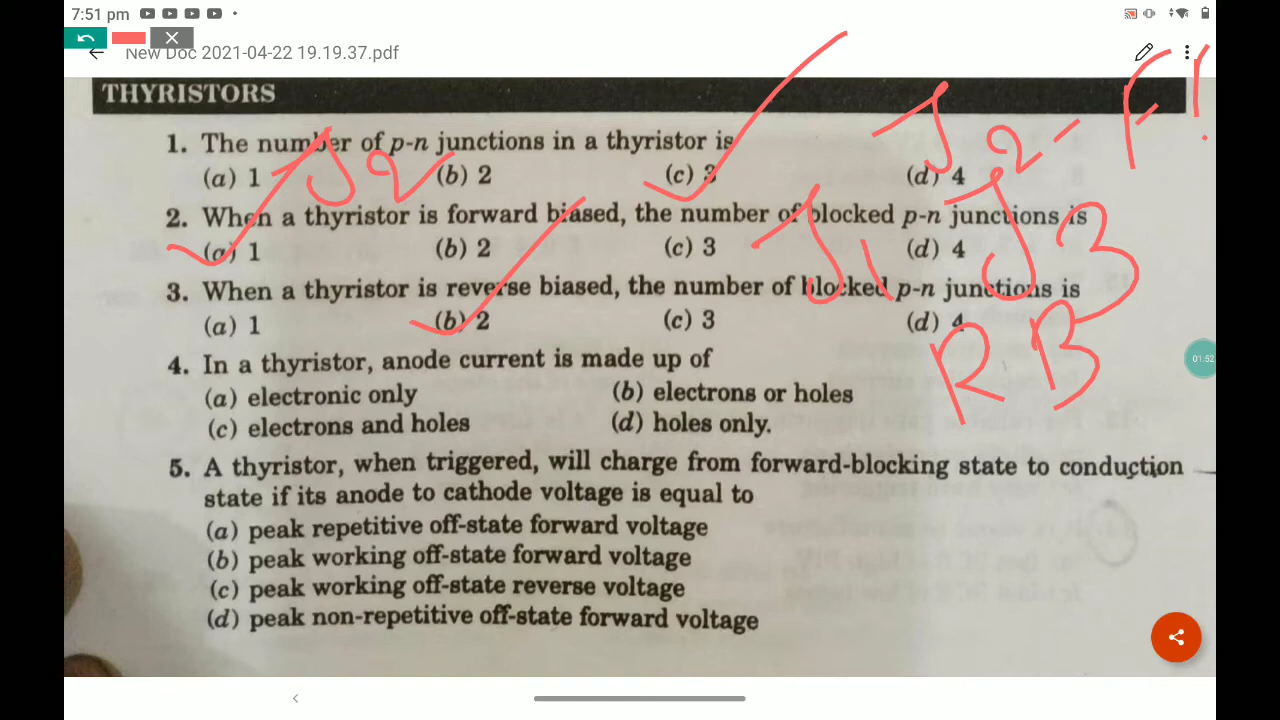 7:51 pm
New Doc 2021-04-22 19.19.37.pdf
THYRISTORS
1. The number of p-n junctions in a thyristor is
(a) 1 (b) 2 (c) 3 (d) 4
2. When a thyristor is forward biased, the number of blocked p-n junctions is
(a) 1 (b) 2 (c) 3 (d) 4
3. When a thyristor is reverse biased, the number of blocked p-n junctions is
(a) 1 (b) 2 (c) 3 (d) 4
4. In a thyristor, anode current is made up of
(a) electronic only (b) electrons or holes
(c) electrons and holes (d) holes only.
5. A thyristor, when triggered, will charge from forward-blocking state to conduction
state if its anode to cathode voltage is equal to
(a) peak repetitive off-state forward voltage
(b) peak working off-state forward voltage
(c) peak working off-state reverse voltage
(d) peak non-repetitive off-state forward voltage
J2
J2-
J1 J3
RB
01:52